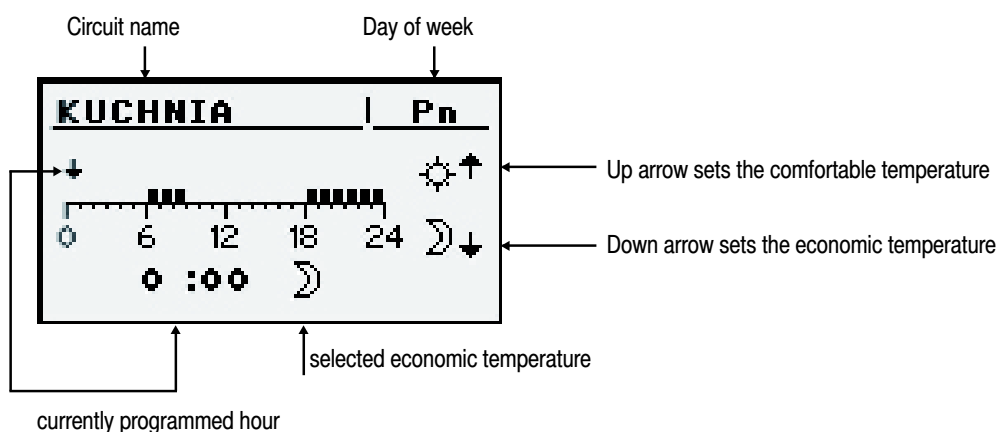 Circuit name Day of week
KUCHNIA Pn
Up arrow sets the comfortable temperature
0 6 12 18 24
Down arrow sets the economic temperature
0 :00
selected economic temperature
currently programmed hour